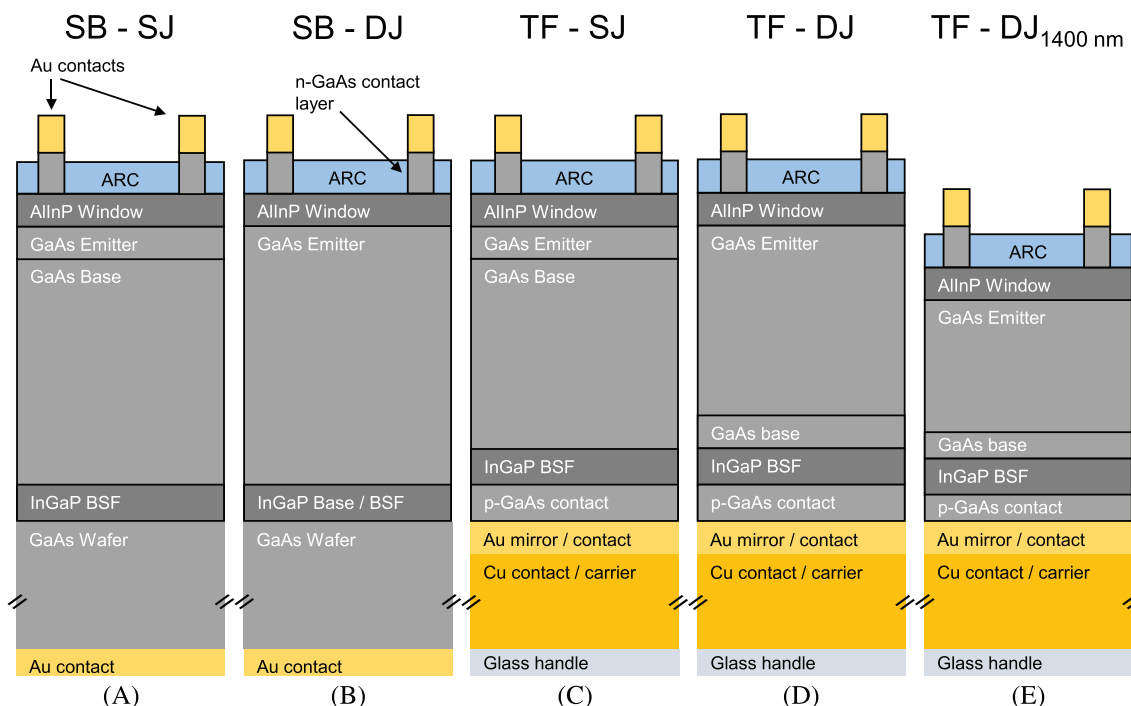 SB - SJ
SB - DJ
TF - SJ
TF - DJ
TF - DJ1400 nm
Au contacts
n-GaAs contact
layer
ARC
AlInP Window
GaAs Emitter
GaAs Base
InGaP BSF
GaAs Wafer
Au contact
(A)
ARC
AlInP Window
GaAs Emitter
InGaP Base / BSF
GaAs Wafer
Au contact
(B)
ARC
AlInP Window
GaAs Emitter
GaAs Base
InGaP BSF
p-GaAs contact
Au mirror / contact
Cu contact / carrier
Glass handle
(C)
ARC
AlInP Window
GaAs Emitter
GaAs base
InGaP BSF
p-GaAs contact
Au mirror / contact
Cu contact / carrier
Glass handle
(D)
ARC
AlInP Window
GaAs Emitter
GaAs base
InGaP BSF
p-GaAs contact
Au mirror / contact
Cu contact / carrier
Glass handle
(E)